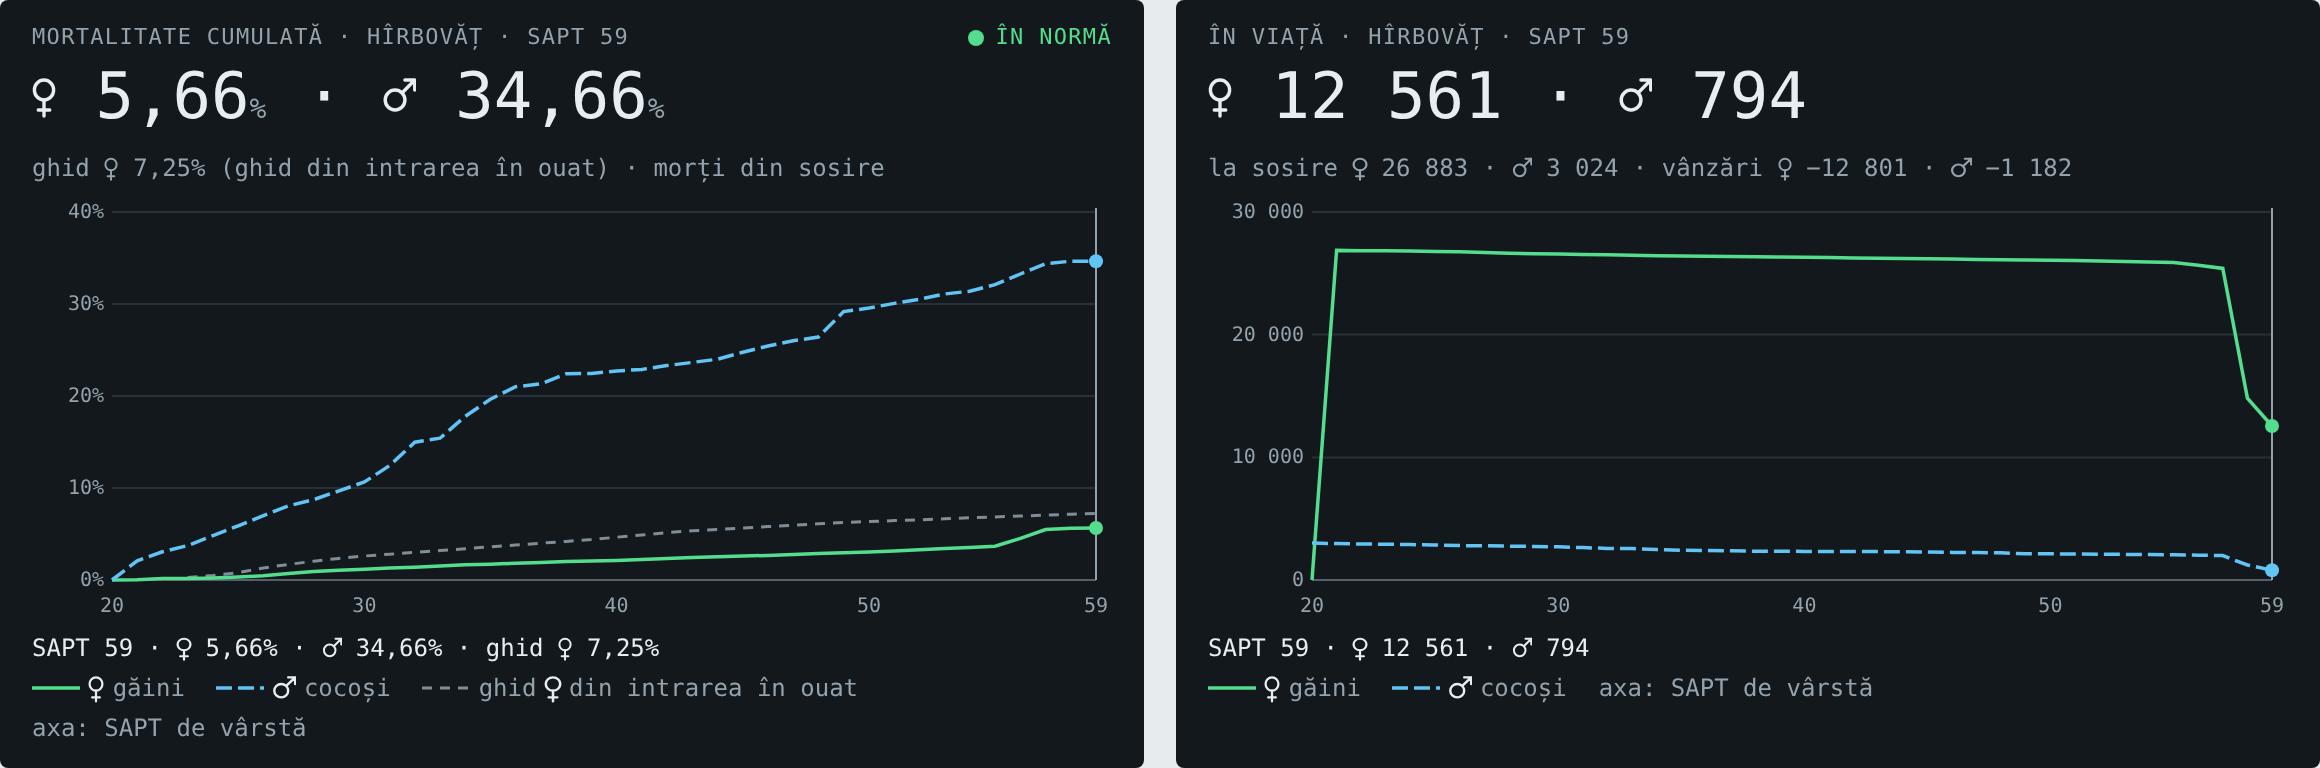 MORTALITATE CUMULATĂ · HÎRBOVĂȚ · SAPT 59
ÎN NORMĂ
♀ 5,66% · ♂ 34,66%
ghid ♀ 7,25% (ghid din intrarea în ouat) · morți din sosire
40%
30%
20%
10%
0%
20 30 40 50 59
SAPT 59 · ♀ 5,66% · ♂ 34,66% · ghid ♀ 7,25%
♀ găini ♂ cocoși ghid ♀ din intrarea în ouat
axa: SAPT de vârstă
ÎN VIAȚĂ · HÎRBOVĂȚ · SAPT 59
♀ 12 561 · ♂ 794
la sosire ♀ 26 883 · ♂ 3 024 · vânzări ♀ −12 801 · ♂ −1 182
30 000
20 000
10 000
0
20 30 40 50 59
SAPT 59 · ♀ 12 561 · ♂ 794
♀ găini ♂ cocoși axa: SAPT de vârstă